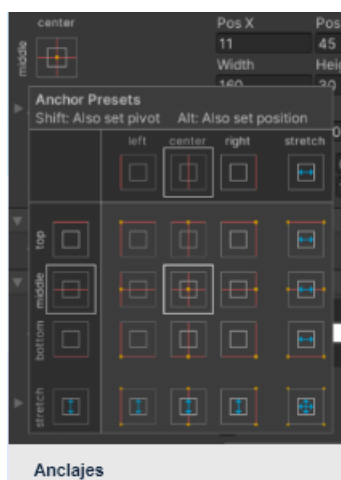 center Pos X Pos
middle 11 45
Width Hei
160 30
Anchor Presets
Shift: Also set pivot Alt: Also set position
left center right stretch
top
middle
bottom
stretch
Anclajes